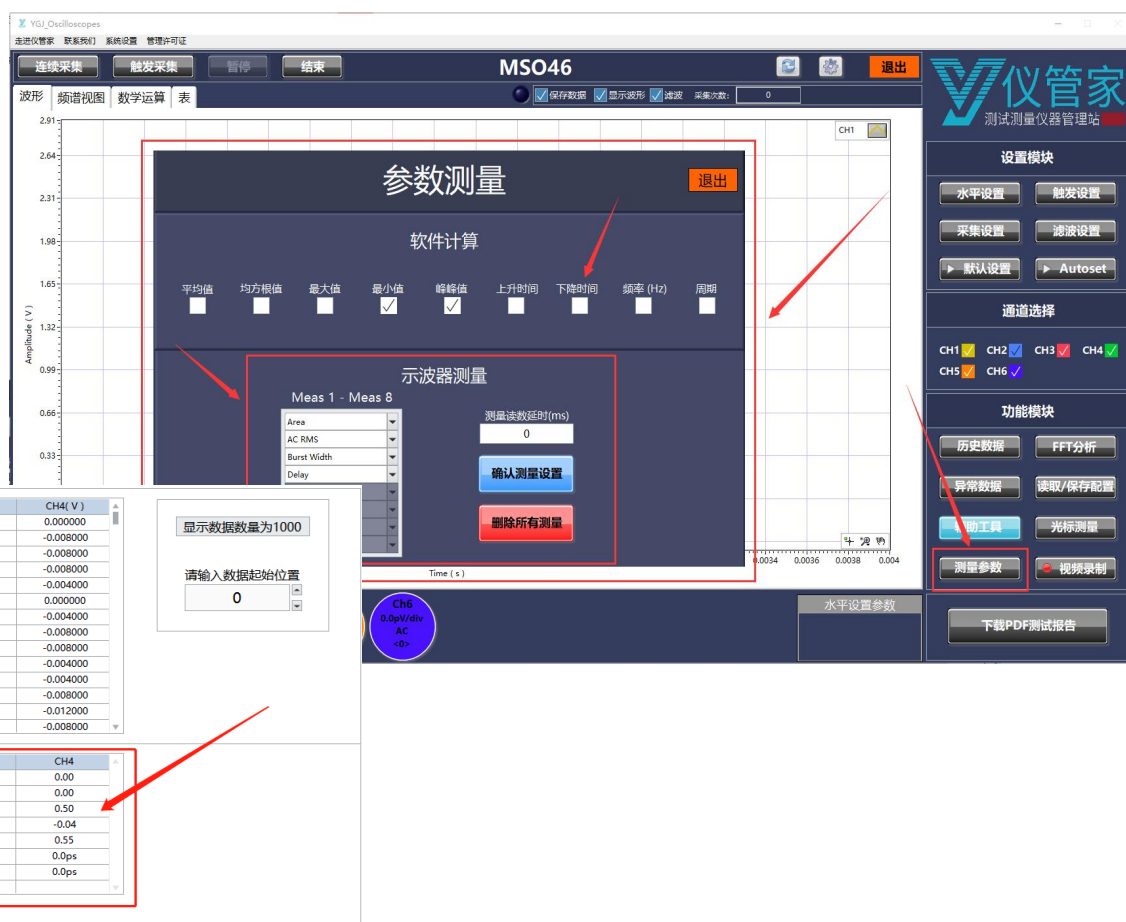 YGJ_Oscilloscopes
走进仪管家 联系我们 系统设置 管理许可证
连续采集 触发采集 暂停 结束 MSO46 退出
波形 频谱视图 数学运算 表 保存数据 显示波形 滤波 采集次数: 0
仪管家
测试测量仪器管理站
CH1
2.91
2.64
2.31
1.98
1.65
1.32
0.99
0.66
0.33
Amplitude ( V )
参数测量 退出
软件计算
平均值 均方根值 最大值 最小值 峰峰值 上升时间 下降时间 频率 (Hz) 周期
示波器测量
Meas 1 - Meas 8
Area
AC RMS
Burst Width
Delay
测量读数延时(ms)
0
确认测量设置
删除所有测量
0.0034 0.0036 0.0038 0.004
Time ( s )
设置模块
水平设置 触发设置
采集设置 滤波设置
默认设置 Autoset
通道选择
CH1 CH2 CH3 CH4
CH5 CH6
功能模块
历史数据 FFT分析
异常数据 读取/保存配置
辅助工具 光标测量
测量参数 视频录制
下载PDF测试报告
Ch6
0.0pV/div
AC
<0>
水平设置参数
CH4( V )
0.000000
-0.008000
-0.008000
-0.008000
-0.004000
0.000000
-0.004000
-0.008000
-0.008000
-0.004000
-0.004000
-0.008000
-0.012000
-0.008000
显示数据数量为1000
请输入数据起始位置
0
CH4
0.00
0.00
0.50
-0.04
0.55
0.0ps
0.0ps